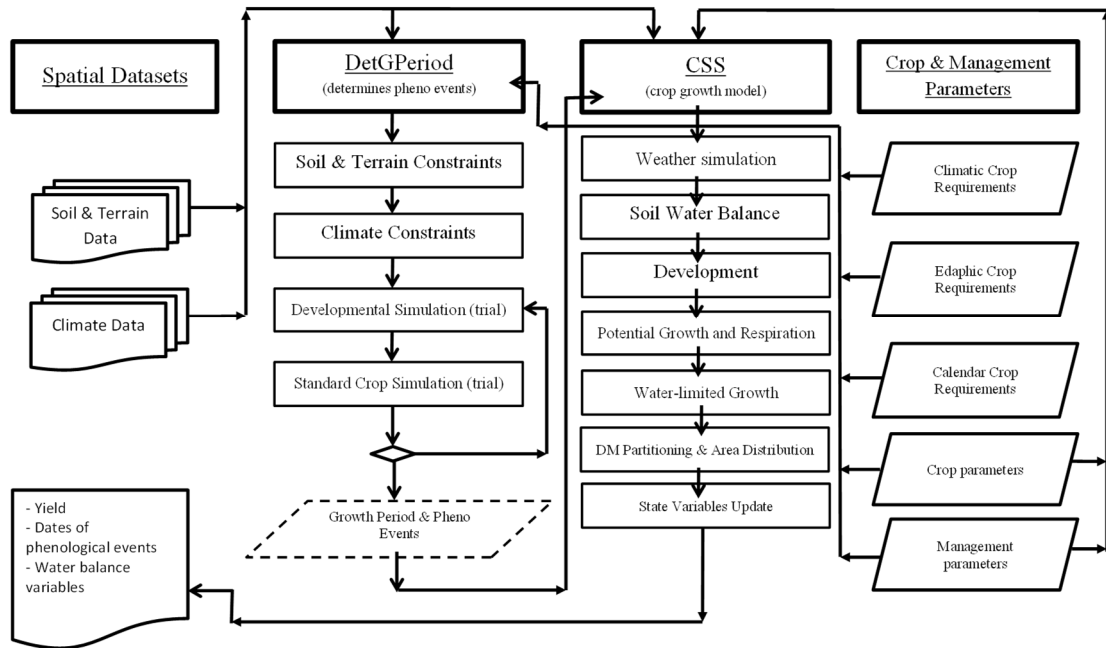 Spatial Datasets
Soil & Terrain
Data
Climate Data
- Yield
- Dates of
phenological events
- Water balance
variables
DetGPeriod
(determines pheno events)
Soil & Terrain Constraints
Climate Constraints
Developmental Simulation (trial)
Standard Crop Simulation (trial)
Growth Period & Pheno
Events
CSS
(crop growth model)
Weather simulation
Soil Water Balance
Development
Potential Growth and Respiration
Water-limited Growth
DM Partitioning & Area Distribution
State Variables Update
Crop & Management
Parameters
Climatic Crop
Requirements
Edaphic Crop
Requirements
Calendar Crop
Requirements
Crop parameters
Management
parameters